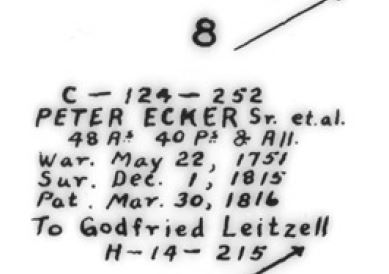 8
C-124-252
PETER ECKER Sr. et.al.
48 As 40 Ps & All.
War. May 22, 1751
Sur. Dec. 1, 1815
Pat. Mar. 30, 1816
To Godfried Leitzell
H-14-215